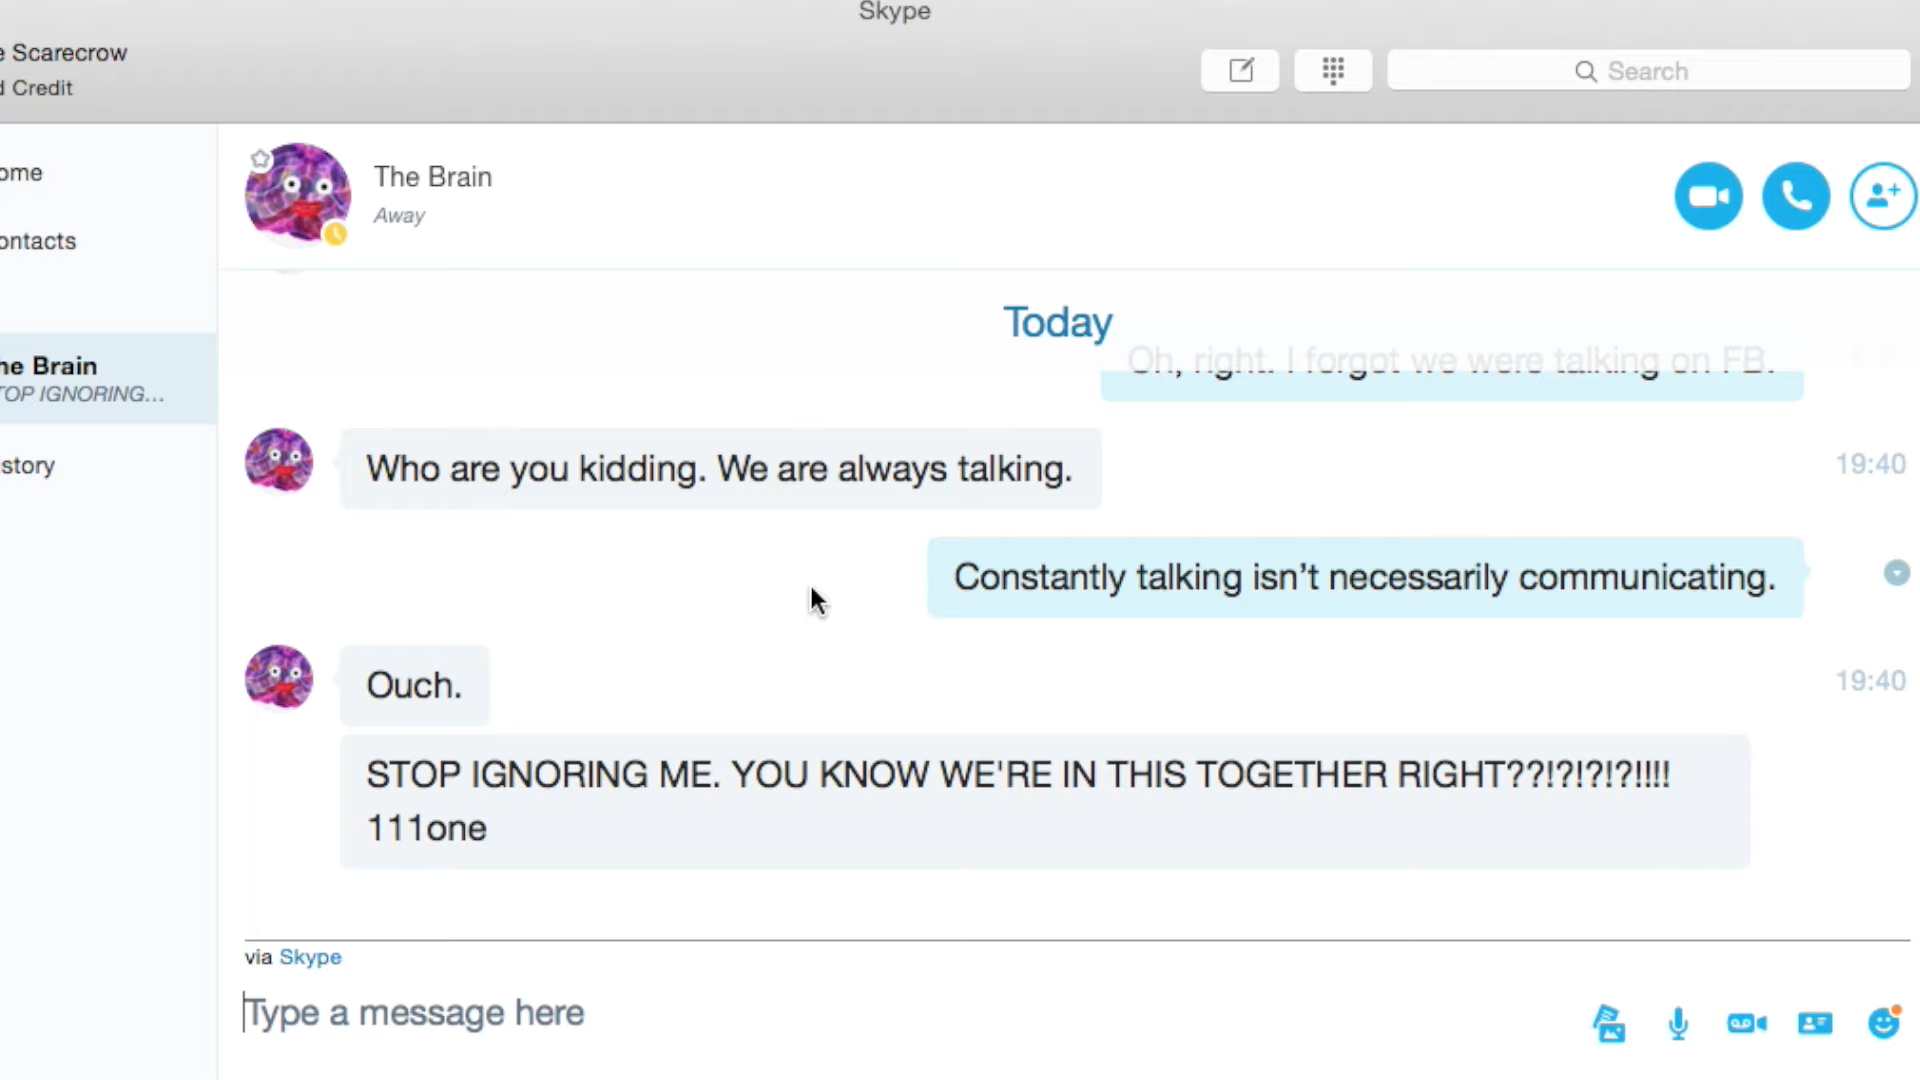 Skype
e Scarecrow
d Credit
Search
ome
The Brain
Away
ontacts
Today
Oh, right. I forgot we were talking on FB.
he Brain
TOP IGNORING...
Who are you kidding. We are always talking.
19:40
story
Constantly talking isn't necessarily communicating.
Ouch.
19:40
STOP IGNORING ME. YOU KNOW WE'RE IN THIS TOGETHER RIGHT??!?!?!?!!!!
111one
via Skype
Type a message here